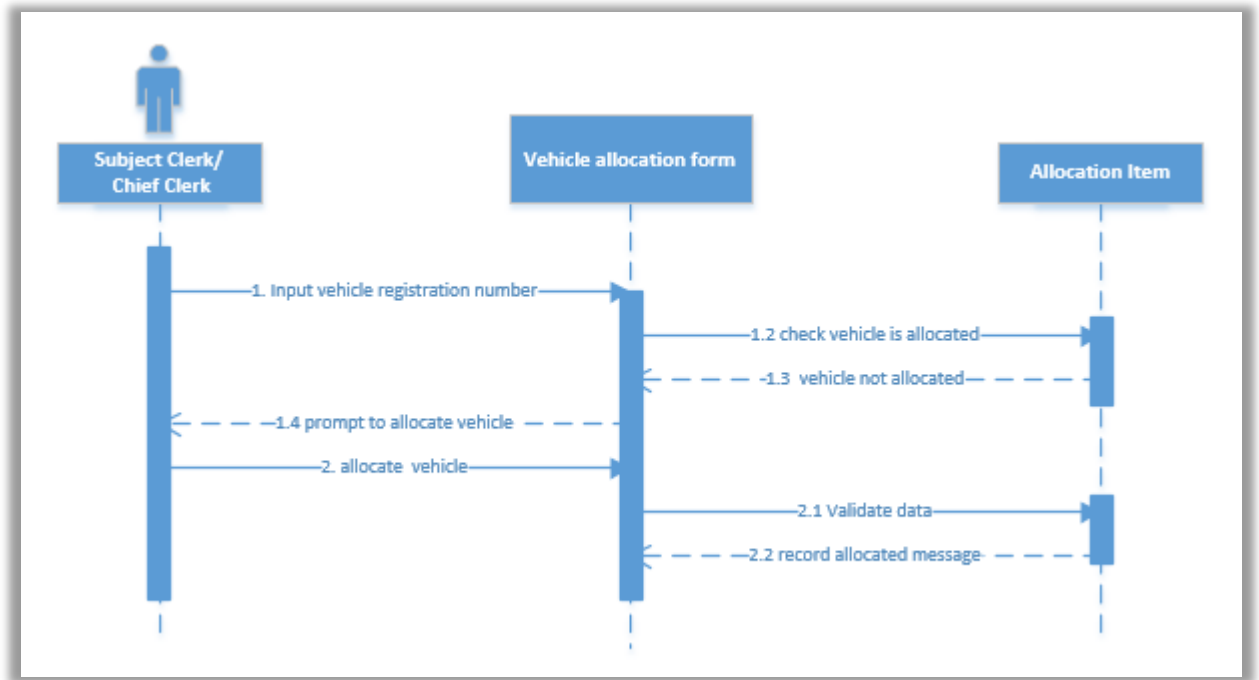 Subject Clerk/
Chief Clerk
Vehicle allocation form
Allocation Item
1. Input vehicle registration number
1.2 check vehicle is allocated
1.3 vehicle not allocated
1.4 prompt to allocate vehicle
2. allocate vehicle
2.1 Validate data
2.2 record allocated message